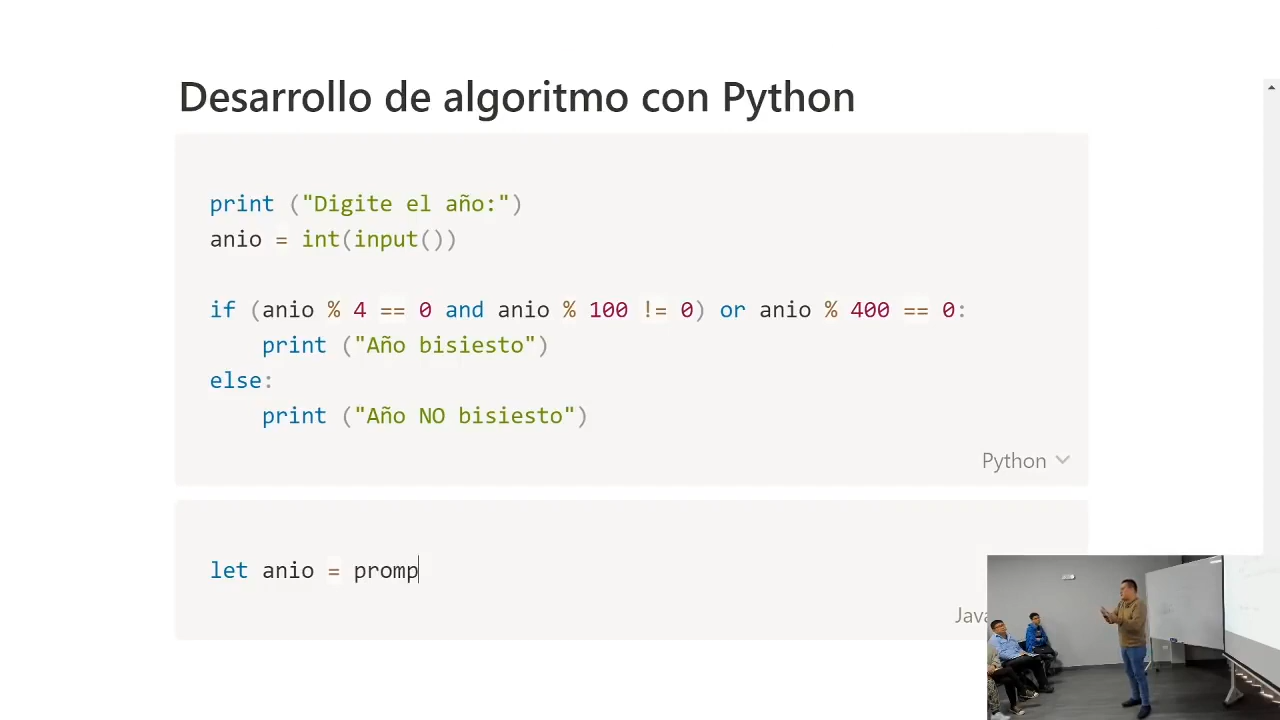 Desarrollo de algoritmo con Python
print ("Digite el año:")
anio = int(input())
if (anio % 4 == 0 and anio % 100 != 0) or anio % 400 == 0:
    print ("Año bisiesto")
else:
    print ("Año NO bisiesto")
Python
let anio = promp
Java